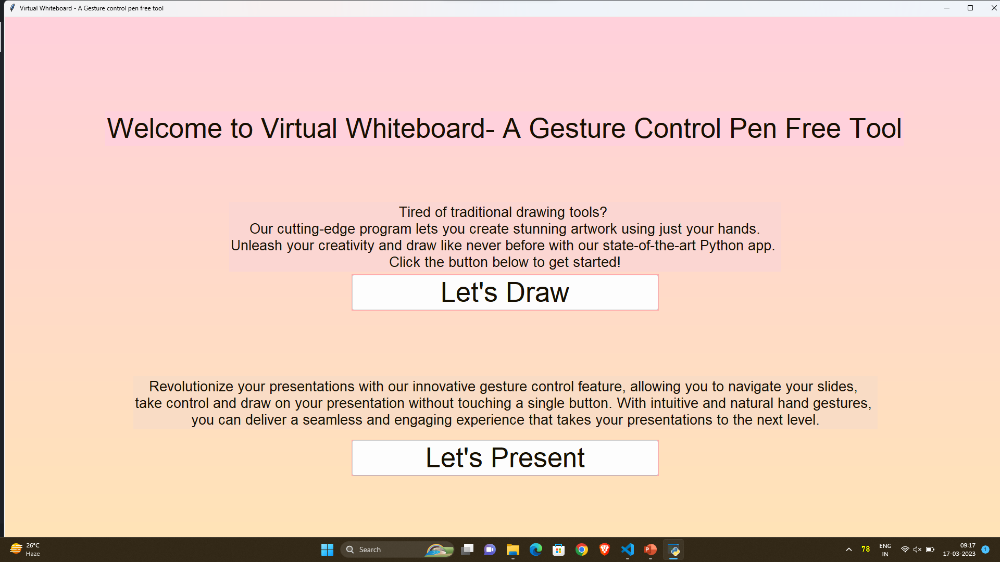 Virtual Whiteboard - A Gesture control pen free tool
Welcome to Virtual Whiteboard- A Gesture Control Pen Free Tool
Tired of traditional drawing tools?
Our cutting-edge program lets you create stunning artwork using just your hands.
Unleash your creativity and draw like never before with our state-of-the-art Python app.
Click the button below to get started!
Let's Draw
Revolutionize your presentations with our innovative gesture control feature, allowing you to navigate your slides,
take control and draw on your presentation without touching a single button. With intuitive and natural hand gestures,
you can deliver a seamless and engaging experience that takes your presentations to the next level.
Let's Present
26°C
Haze
Search
P
78
ENG
IN
09:17
17-03-2023
1